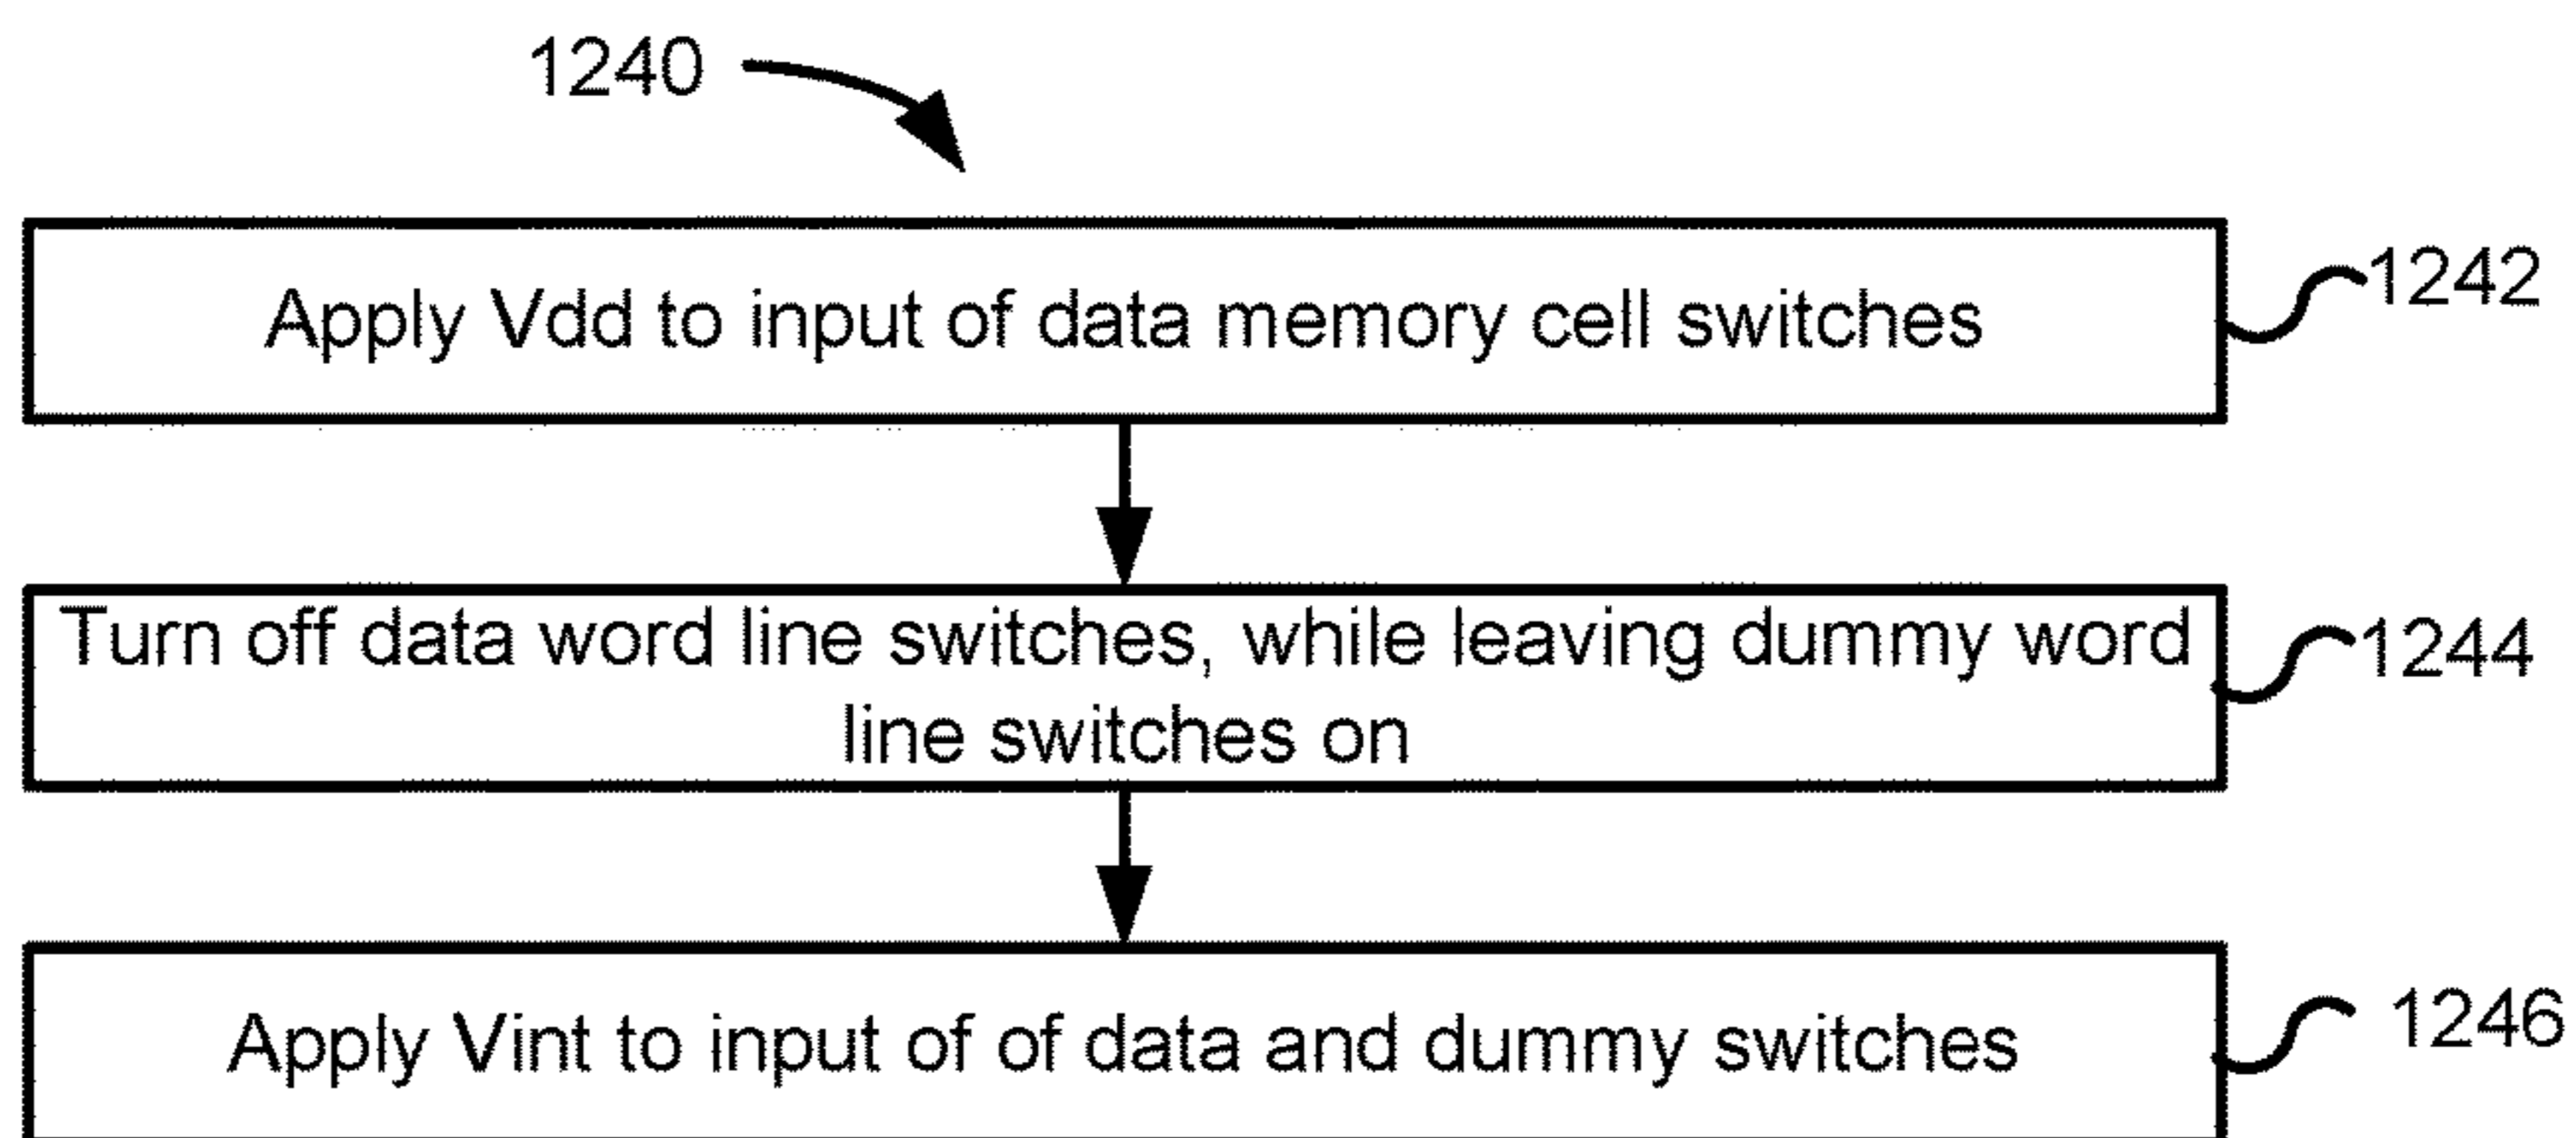 1240
Apply Vdd to input of data memory cell switches
1242
Turn off data word line switches, while leaving dummy word
line switches on
1244
Apply Vint to input of of data and dummy switches
1246